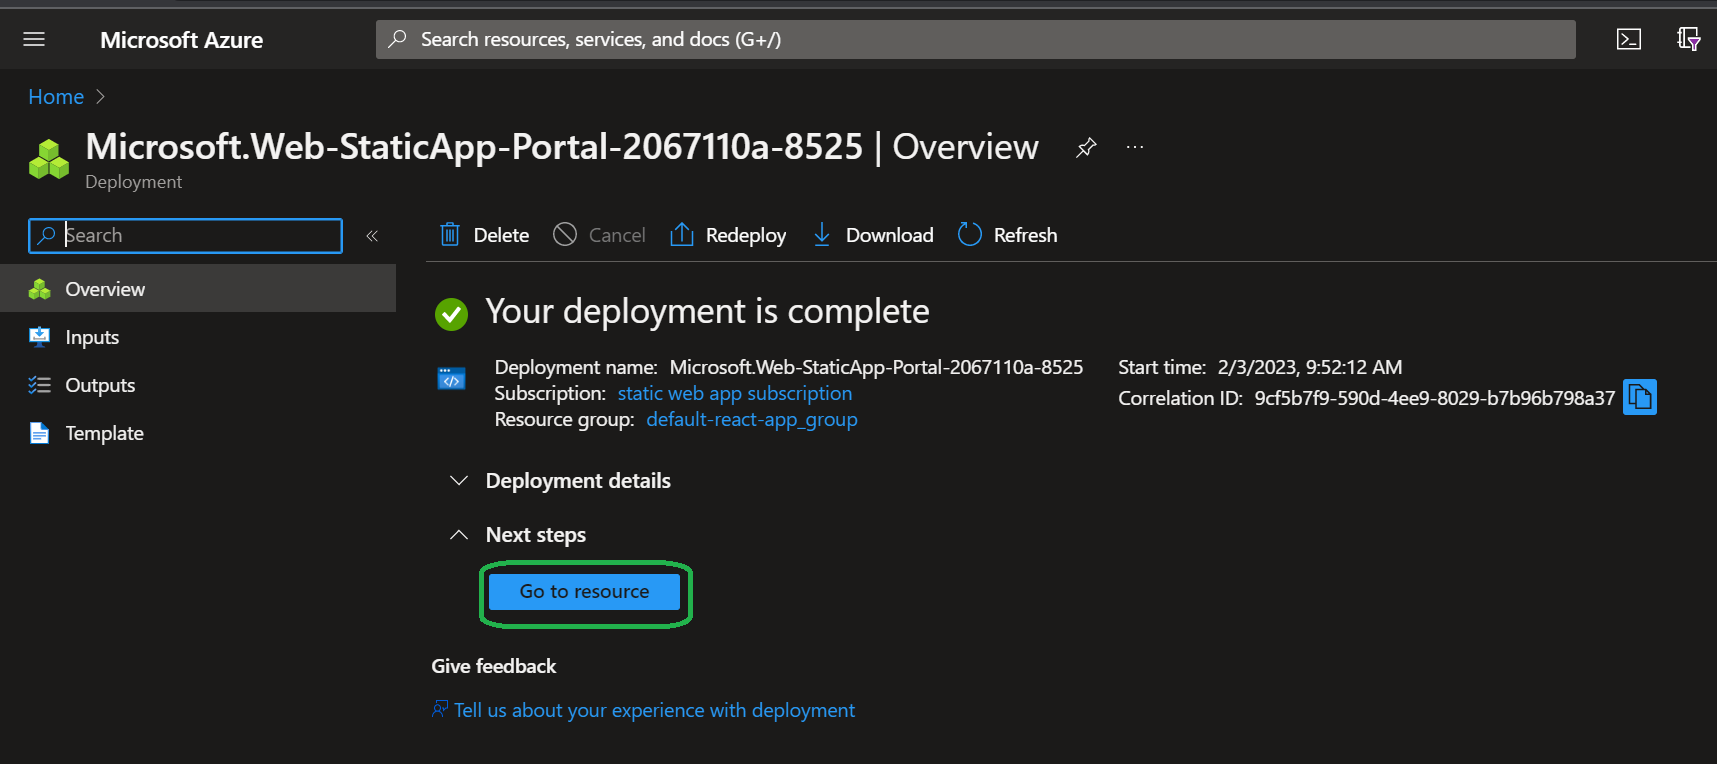 Microsoft Azure
Search resources, services, and docs (G+/)
Home
Microsoft.Web-StaticApp-Portal-2067110a-8525 | Overview
Deployment
Search
Delete
Cancel
Redeploy
Download
Refresh
Overview
Inputs
Outputs
Template
Your deployment is complete
Deployment name: Microsoft.Web-StaticApp-Portal-2067110a-8525
Subscription: static web app subscription
Resource group: default-react-app_group
Start time: 2/3/2023, 9:52:12 AM
Correlation ID: 9cf5b7f9-590d-4ee9-8029-b7b96b798a37
Deployment details
Next steps
Go to resource
Give feedback
Tell us about your experience with deployment